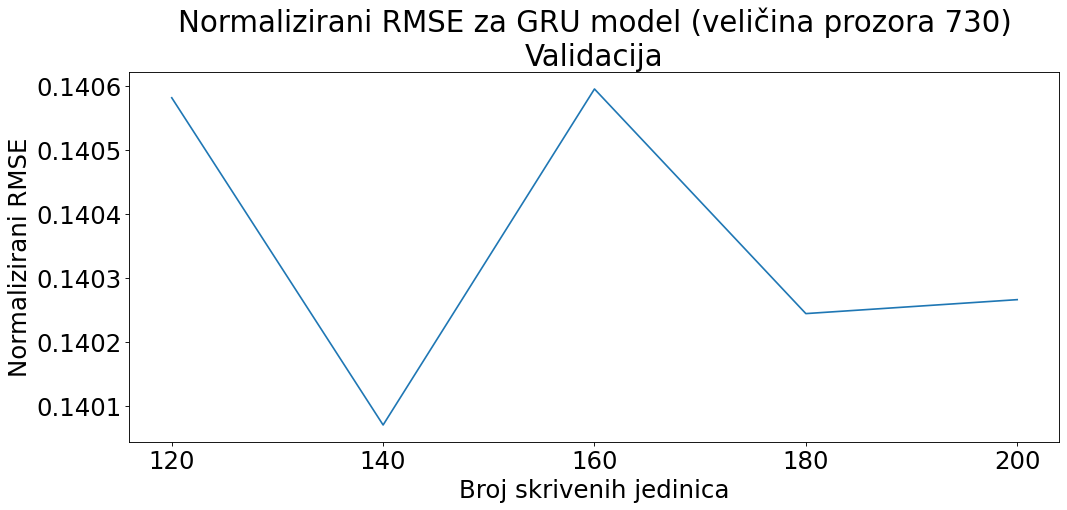 Normalizirani RMSE za GRU model (veličina prozora 730)
Validacija
Normalizirani RMSE
0.1406
0.1405
0.1404
0.1403
0.1402
0.1401
120
140
160
180
200
Broj skrivenih jedinica